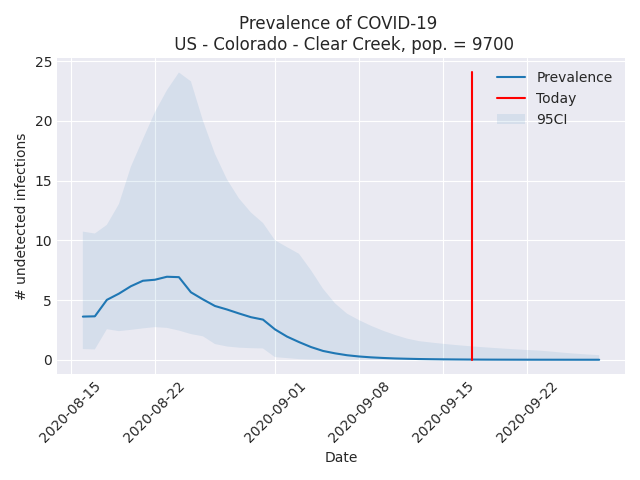 Prevalence of COVID-19
US - Colorado - Clear Creek, pop. = 9700
25
20
15
10
5
0
# undetected infections
Prevalence
Today
95CI
2020-08-15
2020-08-22
2020-09-01
2020-09-08
2020-09-15
2020-09-22
Date